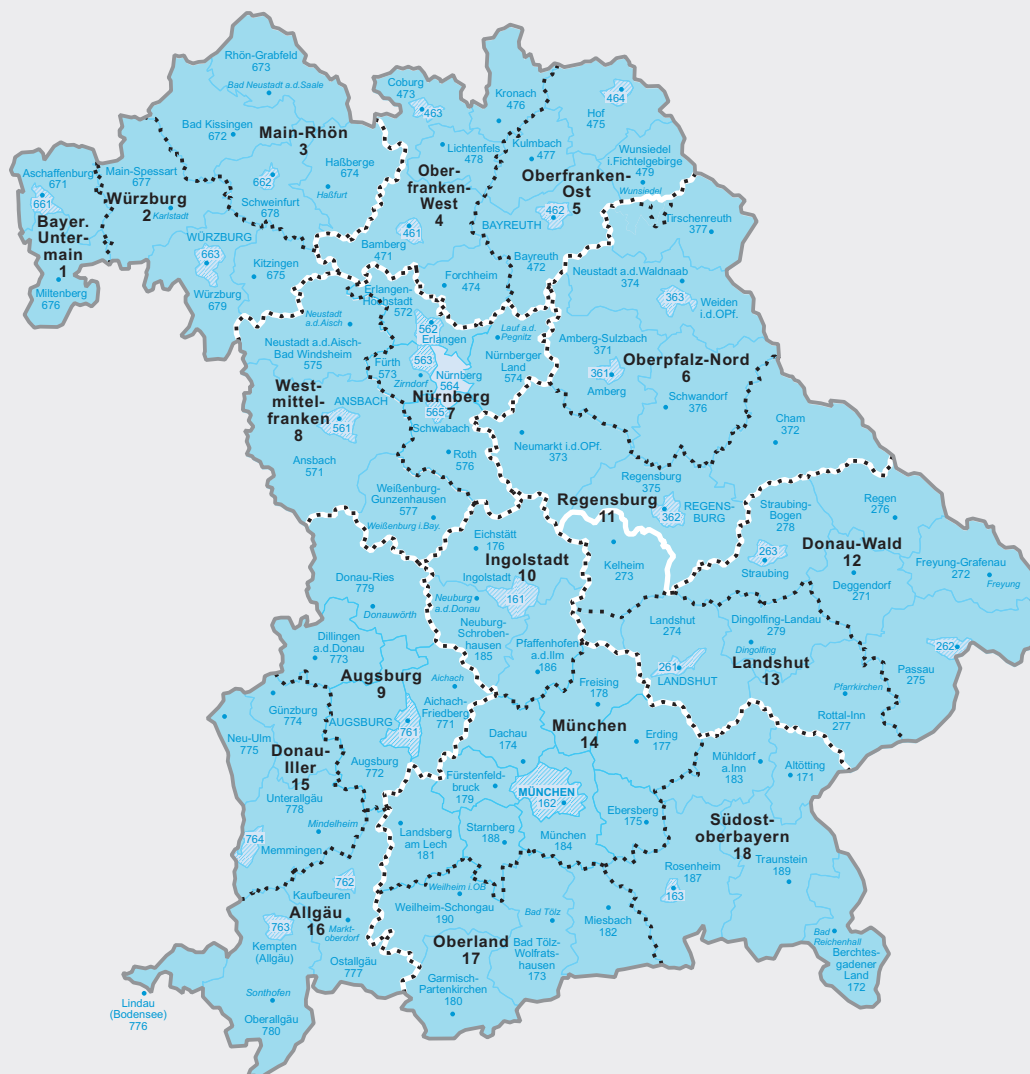 Rhön-Grabfeld
673
Bad Neustadt a.d.Saale
Coburg
473
463
Kronach
476
464
Hof
475
Bad Kissingen
672
Main-Rhön
3
Haßberge
674
Haßfurt
Lichtenfels
478
Kulmbach
477
Wunsiedel
i.Fichtelgebirge
479
Wunsiedel
Aschaffenburg
671
661
Main-Spessart
677
Karlstadt
Würzburg
2
662
Schweinfurt
678
Ober-
franken-
West
4
Oberfranken-
Ost
5
462
BAYREUTH
Tirschenreuth
377
Bayer.
Unter-
main
1
Miltenberg
676
WÜRZBURG
663
Kitzingen
675
Würzburg
679
461
Bamberg
471
Bayreuth
472
Forchheim
474
Neustadt a.d.Waldnaab
374
363
Weiden
i.d.OPf.
Erlangen-
Höchstadt
572
Neustadt
a.d.Aisch
562
Erlangen
Lauf a.d.
Pegnitz
Neustadt a.d.Aisch-
Bad Windsheim
575
Fürth
573
563
Zirndorf
Nürnberg
564
Nürnberger
Land
574
Amberg-Sulzbach
371
361
Amberg
Oberpfalz-Nord
6
Schwandorf
376
West-
mittel-
franken
8
ANSBACH
561
Nürnberg
7
565
Schwabach
Ansbach
571
Roth
576
Neumarkt i.d.OPf.
373
Cham
372
Weißenburg-
Gunzenhausen
577
Weißenburg i.Bay.
Regensburg
375
Regensburg
11
362
REGENS-
BURG
Straubing-
Bogen
278
Regen
276
Eichstätt
176
Ingolstadt
10
Ingolstadt
161
Kelheim
273
263
Straubing
Donau-Wald
12
Deggendorf
271
Freyung-Grafenau
272
Freyung
Donau-Ries
779
Donauwörth
Neuburg
a.d.Donau
Neuburg-
Schroben-
hausen
185
Pfaffenhofen
a.d.Ilm
186
Landshut
274
Dingolfing-Landau
279
Dingolfing
261
LANDSHUT
Landshut
13
262
Passau
275
Pfarrkirchen
Rottal-Inn
277
Dillingen
a.d.Donau
773
Augsburg
9
Aichach
Aichach-
Friedberg
771
Freising
178
Günzburg
774
AUGSBURG
761
Augsburg
772
München
14
Erding
177
Neu-Ulm
775
Donau-
Iller
15
Dachau
174
Mühldorf
a.Inn
183
Altötting
171
Fürstenfeld-
bruck
179
MÜNCHEN
162
Ebersberg
175
Unterallgäu
778
Mindelheim
764
Memmingen
Landsberg
am Lech
181
Starnberg
188
München
184
Südost-
oberbayern
18
Traunstein
189
Rosenheim
187
163
762
Kaufbeuren
Weilheim i.OB
Weilheim-Schongau
190
Bad Tölz
Miesbach
182
Allgäu
16
Markt-
oberdorf
763
Kempten
(Allgäu)
Ostallgäu
777
Oberland
17
Bad Tölz-
Wolfrats-
hausen
173
Bad
Reichenhall
Berchtes-
gadener
Land
172
Garmisch-
Partenkirchen
180
Sonthofen
Oberallgäu
780
Lindau
(Bodensee)
776